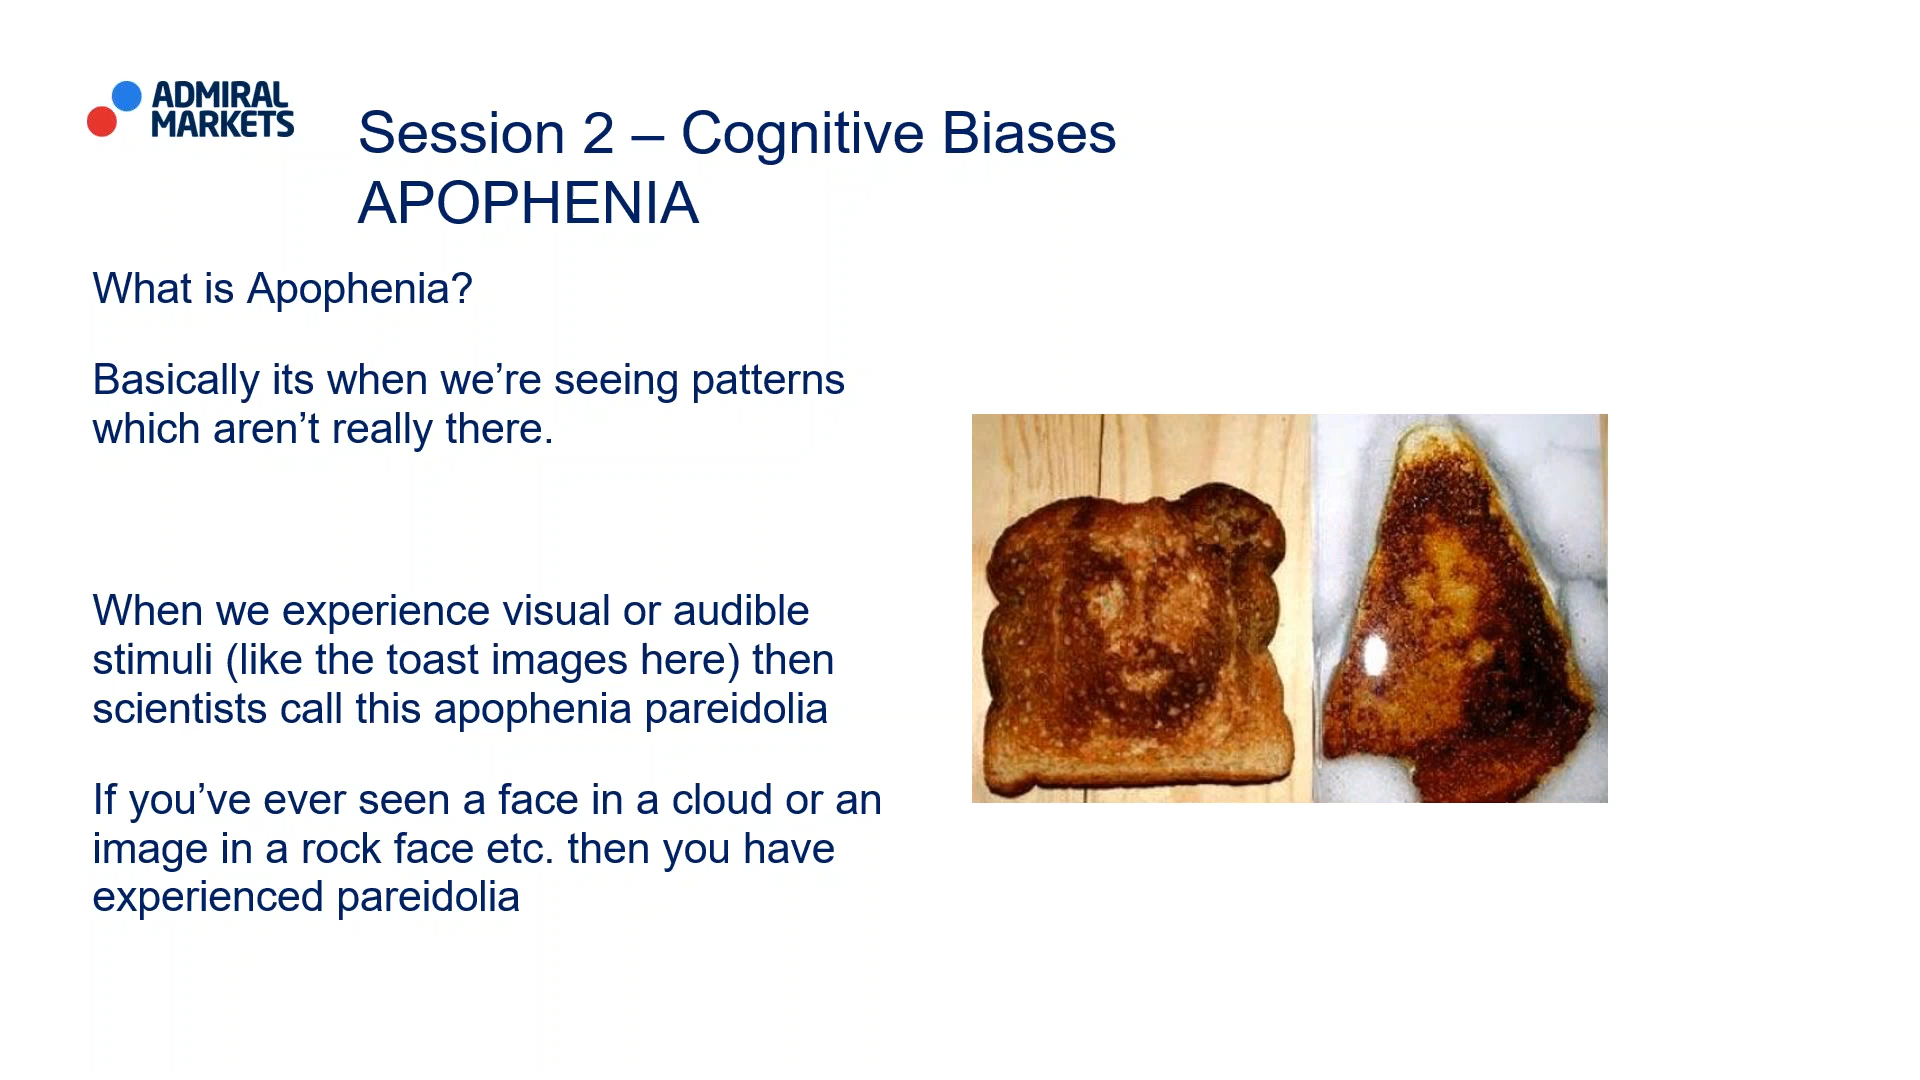 ADMIRAL
MARKETS
Session 2 – Cognitive Biases
APOPHENIA
What is Apophenia?
Basically its when we’re seeing patterns
which aren’t really there.
When we experience visual or audible
stimuli (like the toast images here) then
scientists call this apophenia pareidolia
If you’ve ever seen a face in a cloud or an
image in a rock face etc. then you have
experienced pareidolia